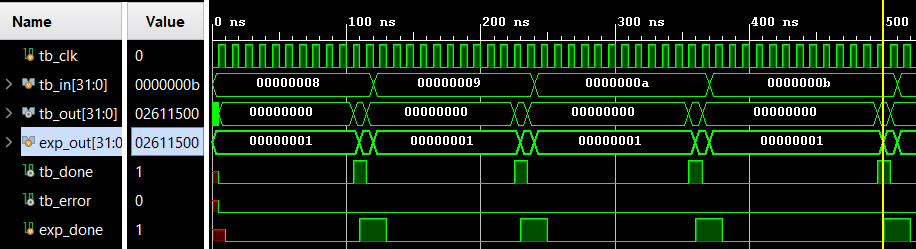 Name Value 0 ns 100 ns 200 ns 300 ns 400 ns 500
tb_clk 0
tb_in[31:0] 0000000b 00000008 00000009 0000000a 0000000b
tb_out[31:0] 02611500 00000000 00000000 00000000 00000000
exp_out[31:0 02611500 00000001 00000001 00000001 00000001
tb_done 1
tb_error 0
exp_done 1